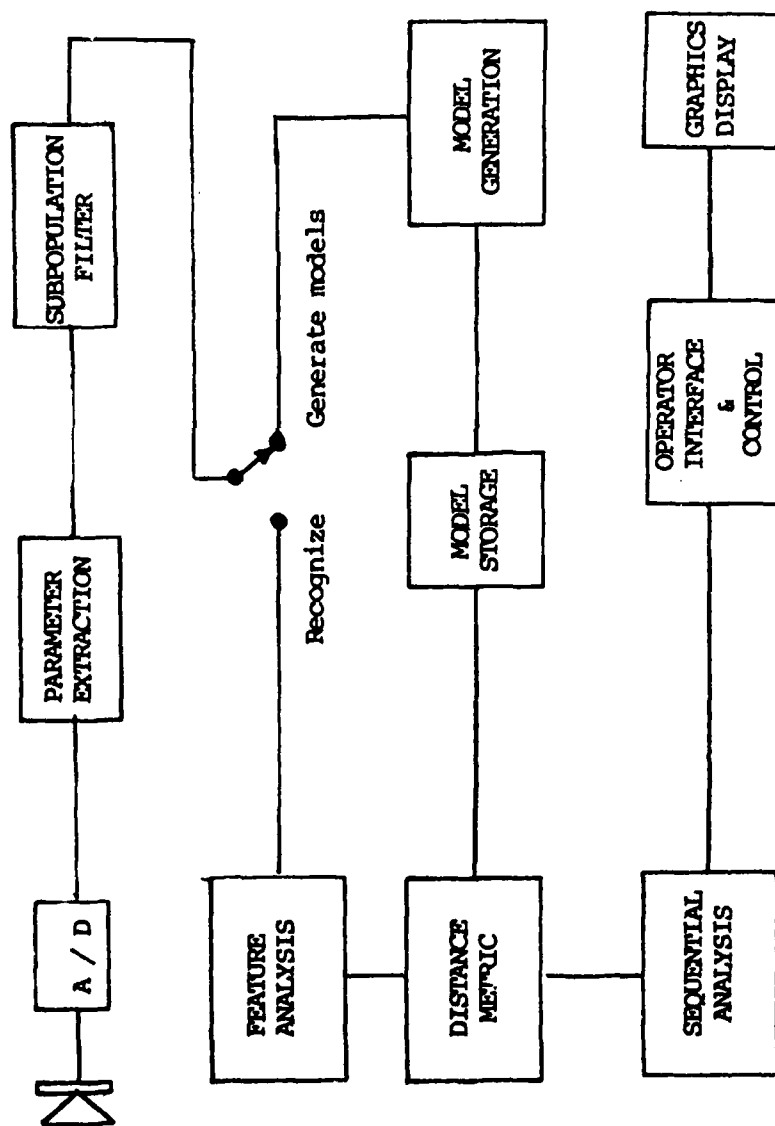 A / D
PARAMETER
EXTRACTION
SUBPOPULATION
FILTER
Recognize
Generate models
FEATURE
ANALYSIS
DISTANCE
METRIC
MODEL
STORAGE
MODEL
GENERATION
SEQUENTIAL
ANALYSIS
OPERATOR
INTERFACE
&
CONTROL
GRAPHICS
DISPLAY